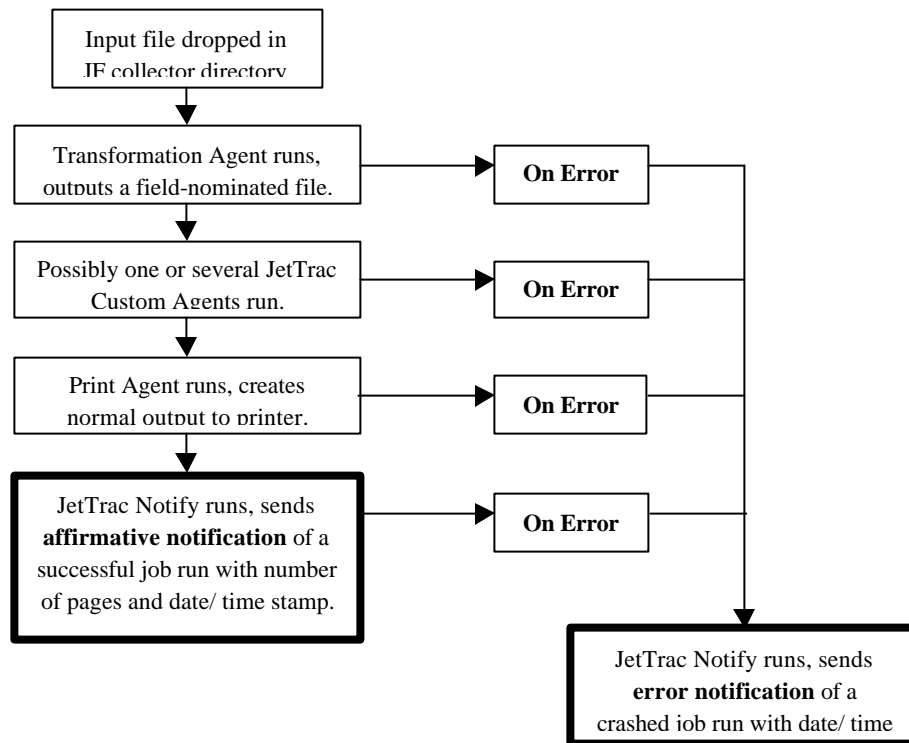 Input file dropped in
JF collector directory
Transformation Agent runs,
outputs a field-nominated file.
On Error
Possibly one or several JetTrac
Custom Agents run.
On Error
Print Agent runs, creates
normal output to printer.
On Error
JetTrac Notify runs, sends
affirmative notification of a
successful job run with number
of pages and date/ time stamp.
On Error
JetTrac Notify runs, sends
error notification of a
crashed job run with date/ time